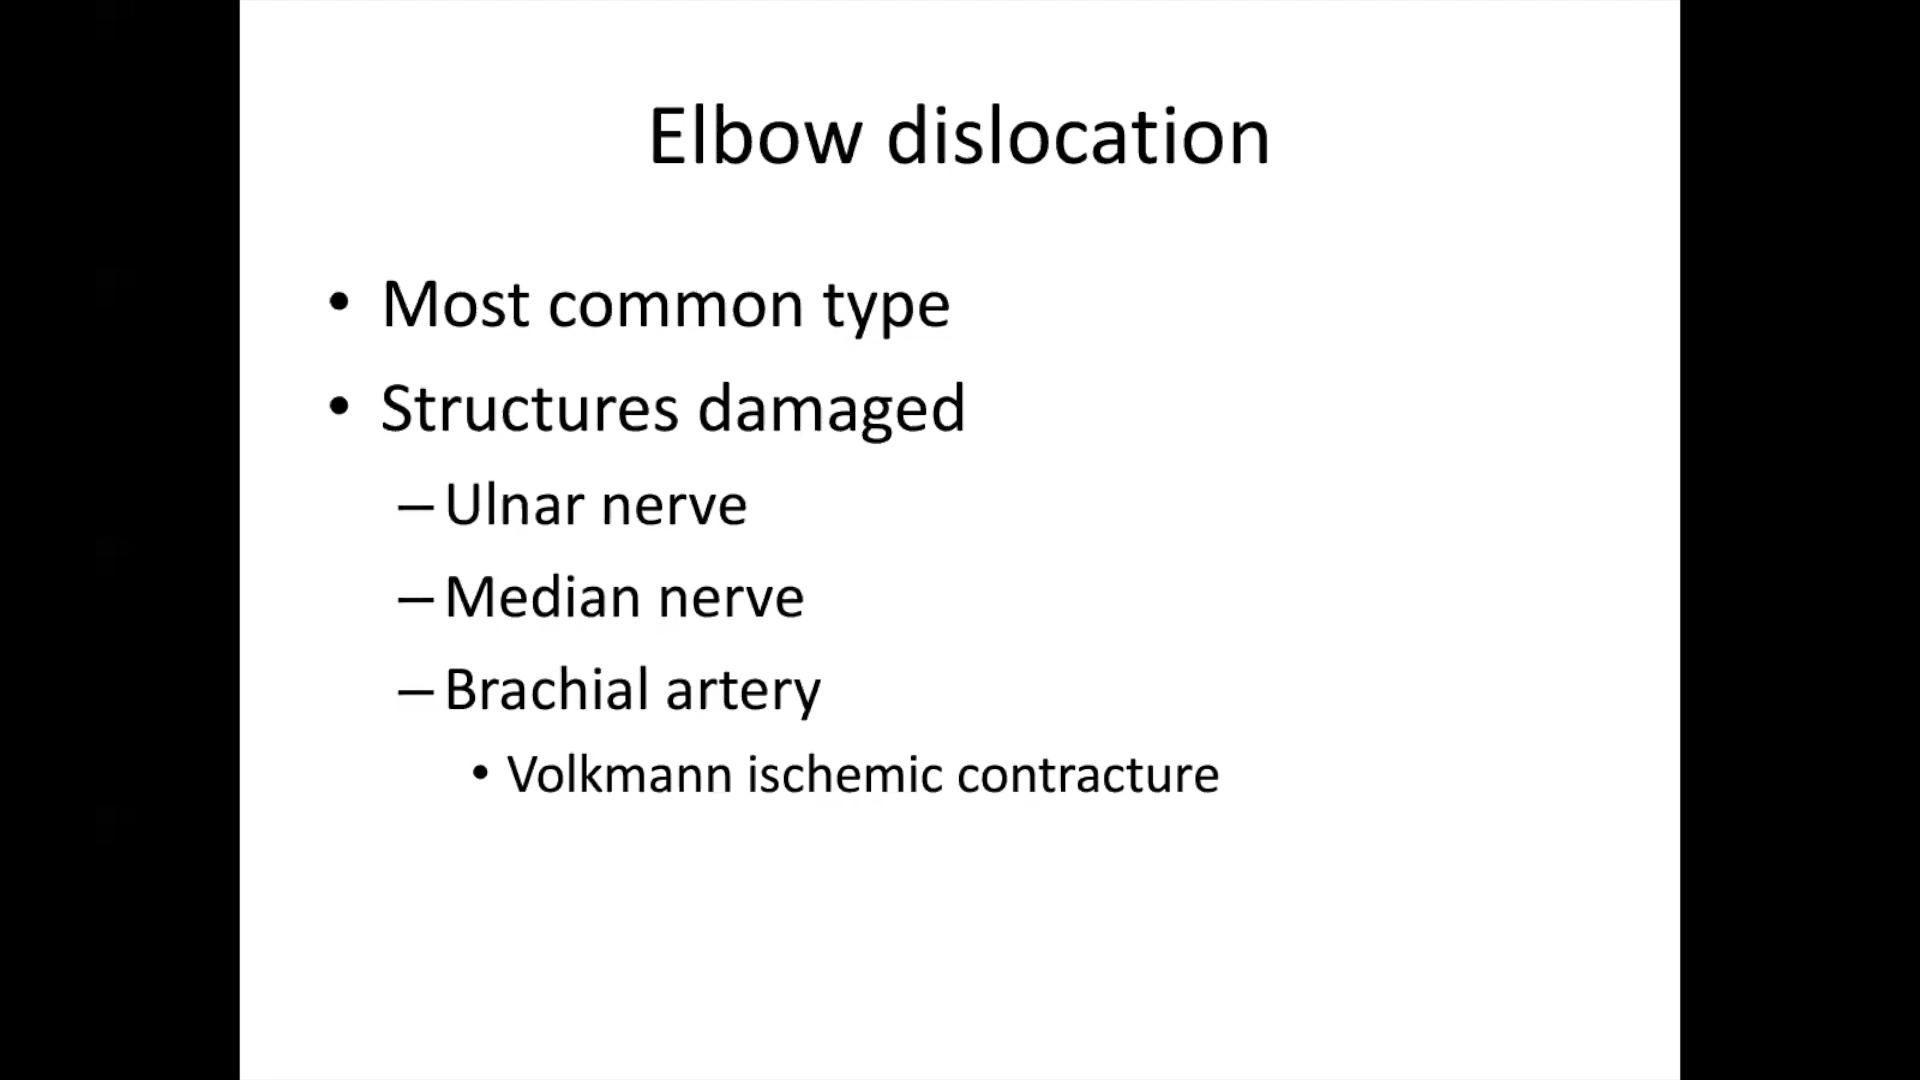 Elbow dislocation
• Most common type
• Structures damaged
– Ulnar nerve
– Median nerve
– Brachial artery
• Volkmann ischemic contracture